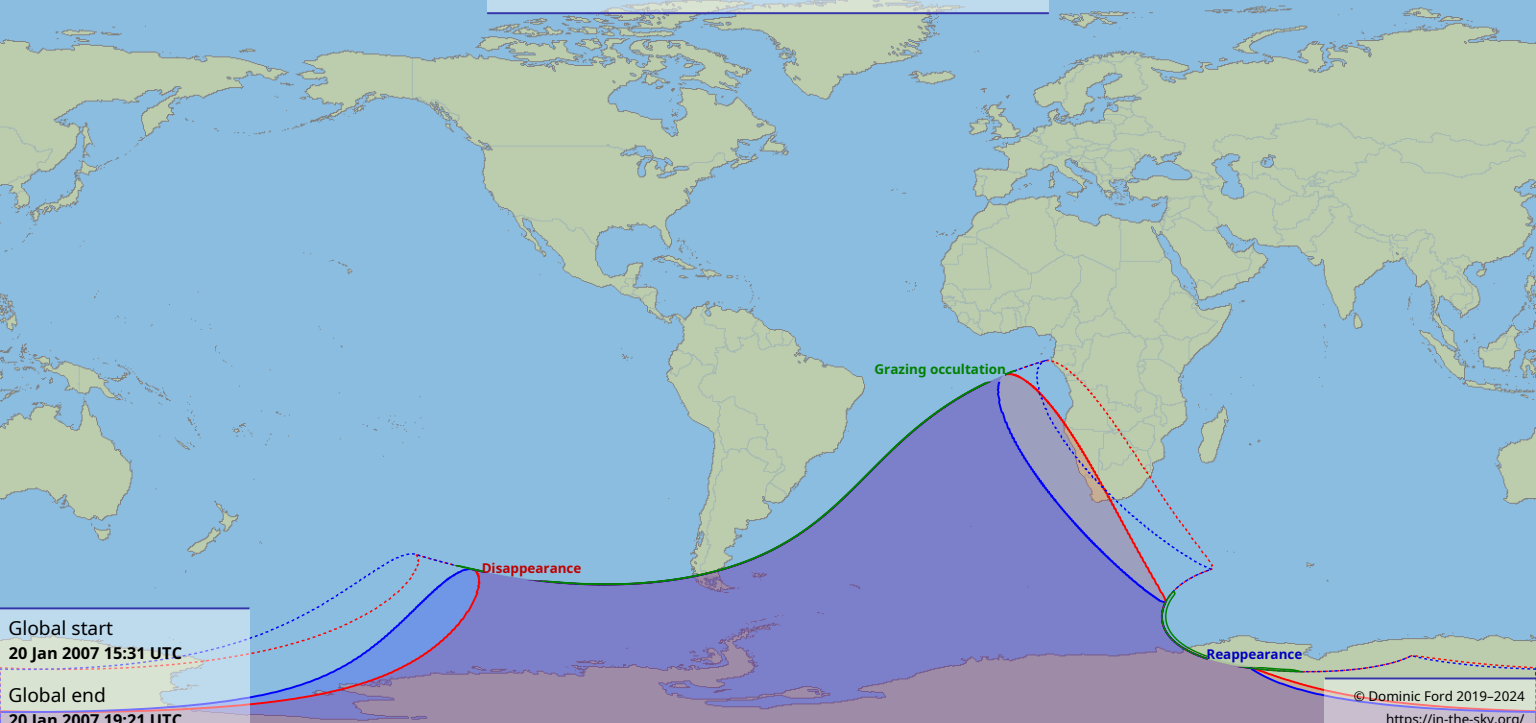 Grazing occultation
Disappearance
Reappearance
Global start
20 Jan 2007 15:31 UTC
Global end
20 Jan 2007 19:21 UTC
© Dominic Ford 2019–2024
https://in-the-sky.org/